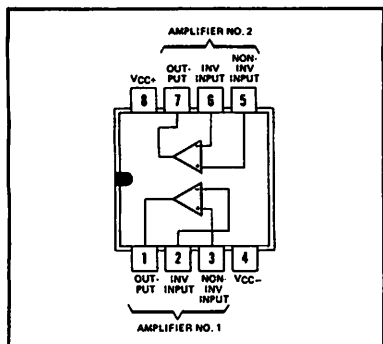 AMPLIFIER NO. 2
VCC+
OUT-
PUT
INV
INPUT
NON-
INV
INPUT
8 7 6 5
1 2 3 4
OUT-
PUT
INV
INPUT
NON-
INV
INPUT
VCC–
AMPLIFIER NO. 1